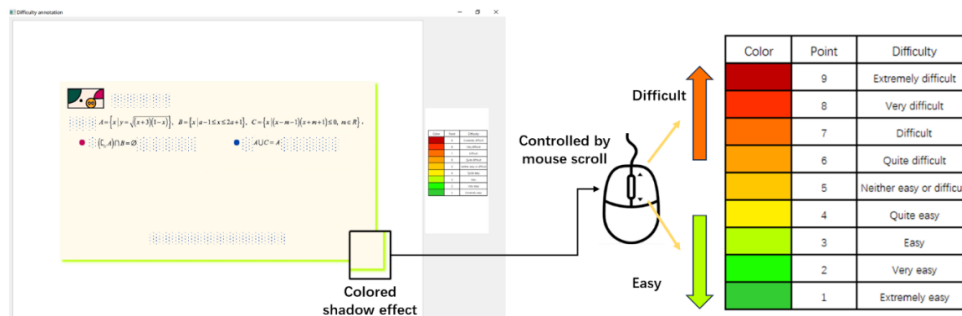 Difficulty annotation
A={x|y=√(x+3)(1-x)}, B={x|a-1≤x≤2a+1}, C={x|(x-m-1)(x+m+1)≤0, m∈R},
A∪C=A
Colored
shadow effect
Controlled by
mouse scroll
Difficult
Easy
Color Point Difficulty
9 Extremely difficult
8 Very difficult
7 Difficult
6 Quite difficult
5 Neither easy or difficu
4 Quite easy
3 Easy
2 Very easy
1 Extremely easy